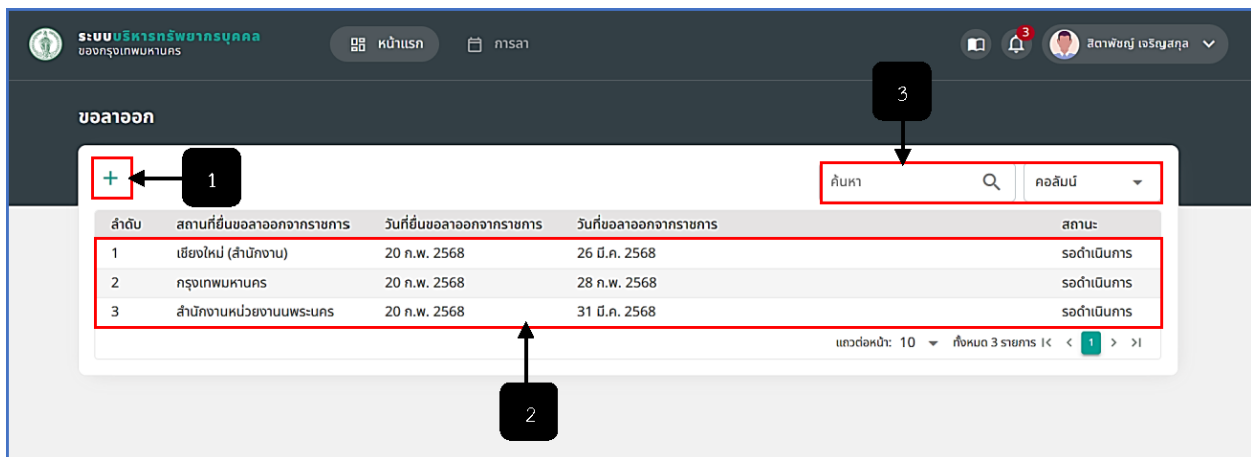 ระบบบริหารทรัพยากรบุคคล
ของกรุงเทพมหานคร
หน้าแรก
การลา
3
สิตาพัชญ์ เจริญสกุล
ขอลาออก
3
1
ค้นหา
คอลัมน์
ลำดับ สถานที่ยื่นขอลาออกจากราชการ วันที่ยื่นขอลาออกจากราชการ วันที่ขอลาออกจากราชการ สถานะ
1 เชียงใหม่ (สำนักงาน) 20 ก.พ. 2568 26 มี.ค. 2568 รอดำเนินการ
2 กรุงเทพมหานคร 20 ก.พ. 2568 28 ก.พ. 2568 รอดำเนินการ
3 สำนักงานหน่วยงานนพระนคร 20 ก.พ. 2568 31 มี.ค. 2568 รอดำเนินการ
แถวต่อหน้า: 10 ทั้งหมด 3 รายการ |< < 1 > >|
2